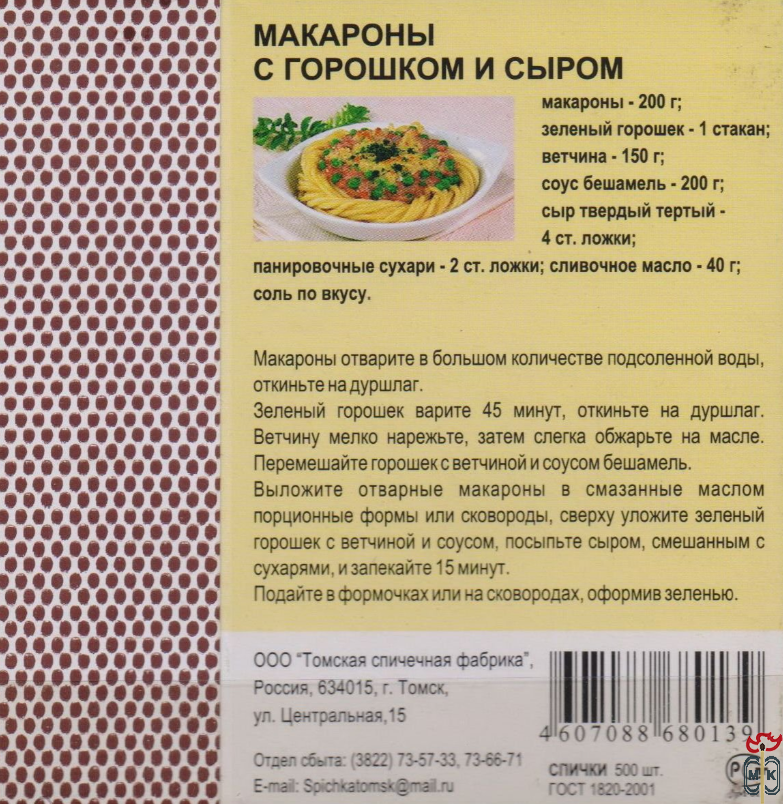 МАКАРОНЫ
С ГОРОШКОМ И СЫРОМ
макароны - 200 г;
зеленый горошек - 1 стакан;
ветчина - 150 г;
соус бешамель - 200 г;
сыр твердый тертый -
4 ст. ложки;
панировочные сухари - 2 ст. ложки; сливочное масло - 40 г;
соль по вкусу.
Макароны отварите в большом количестве подсоленной воды,
откиньте на дуршлаг.
Зеленый горошек варите 45 минут, откиньте на дуршлаг.
Ветчину мелко нарежьте, затем слегка обжарьте на масле.
Перемешайте горошек с ветчиной и соусом бешамель.
Выложите отварные макароны в смазанные маслом
порционные формы или сковороды, сверху уложите зеленый
горошек с ветчиной и соусом, посыпьте сыром, смешанным с
сухарями, и запекайте 15 минут.
Подайте в формочках или на сковородах, оформив зеленью.
ООО "Томская спичечная фабрика",
Россия, 634015, г. Томск,
ул. Центральная,15
Отдел сбыта: (3822) 73-57-33, 73-66-71
E-mail: Spichkatomsk@mail.ru
4 607088 680139
СПИЧКИ 500 шт.
ГОСТ 1820-2001
МК